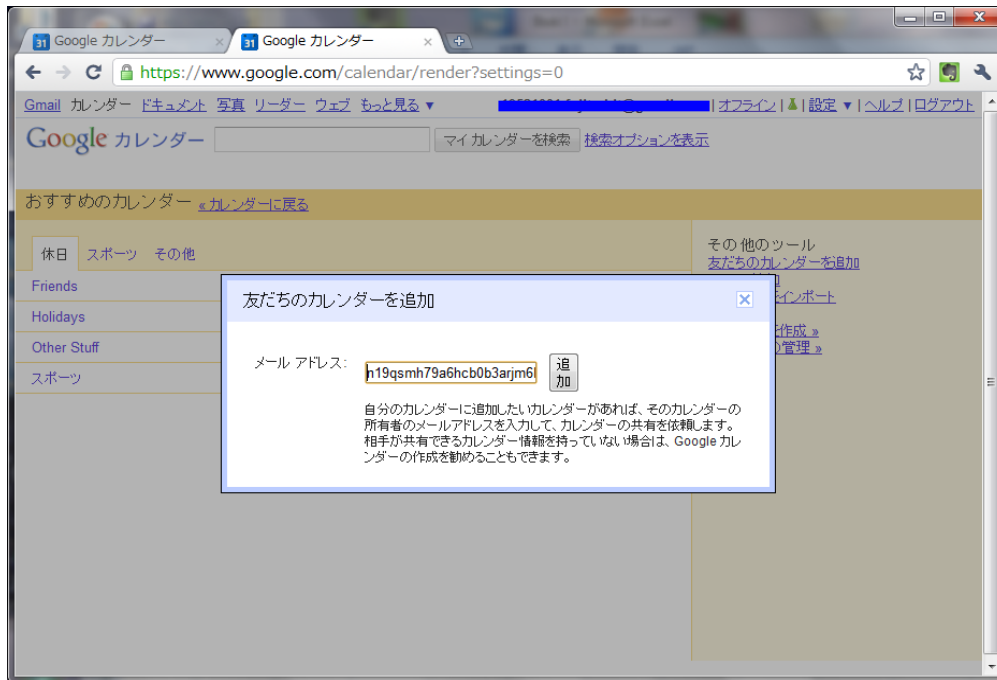 Google カレンダー
Google カレンダー
https://www.google.com/calendar/render?settings=0
Gmail カレンダー ドキュメント 写真 リーダー ウェブ もっと見る ▼ | オフライン | | 設定 ▼ | ヘルプ | ログアウト
Google カレンダー マイ カレンダーを検索 検索オプションを表示
おすすめのカレンダー «カレンダーに戻る
休日 スポーツ その他
Friends
Holidays
Other Stuff
スポーツ
その他のツール
友だちのカレンダーを追加
インポート
作成 »
管理 »
友だちのカレンダーを追加
メール アドレス: n19qsmh79a6hcb0b3arjm6l 追
加
自分のカレンダーに追加したいカレンダーがあれば、そのカレンダーの
所有者のメールアドレスを入力して、カレンダーの共有を依頼します。
相手が共有できるカレンダー情報を持っていない場合は、Google カレ
ンダーの作成を勧めることもできます。